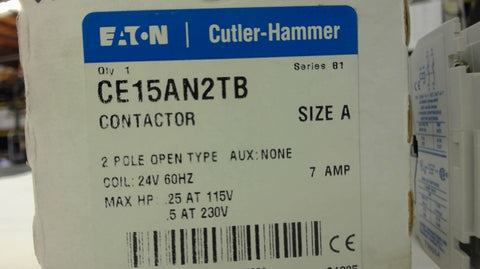 EATON Cutler-Hammer
Qty 1 Series B1
CE15AN2TB
CONTACTOR SIZE A
2 POLE OPEN TYPE AUX: NONE
COIL: 24V 60HZ 7 AMP
MAX HP: .25 AT 115V
.5 AT 230V
CE